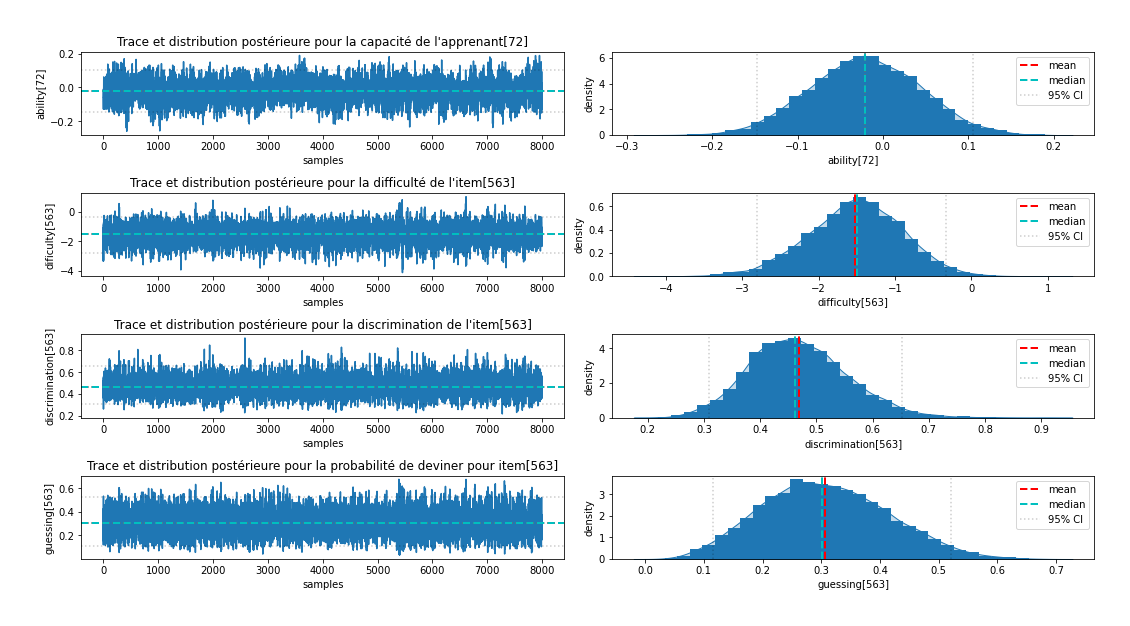 Trace et distribution postérieure pour la capacité de l'apprenant[72]
ability[72]
0.2
0.0
−0.2
0 1000 2000 3000 4000 5000 6000 7000 8000
samples
density
6
4
2
0
mean
median
95% CI
−0.3 −0.2 −0.1 0.0 0.1 0.2
ability[72]
Trace et distribution postérieure pour la difficulté de l'item[563]
dificulty[563]
0
−2
−4
0 1000 2000 3000 4000 5000 6000 7000 8000
samples
density
0.6
0.4
0.2
0.0
mean
median
95% CI
−4 −3 −2 −1 0 1
difficulty[563]
Trace et distribution postérieure pour la discrimination de l'item[563]
discrimination[563]
0.8
0.6
0.4
0.2
0 1000 2000 3000 4000 5000 6000 7000 8000
samples
density
4
2
0
mean
median
95% CI
0.2 0.3 0.4 0.5 0.6 0.7 0.8 0.9
discrimination[563]
Trace et distribution postérieure pour la probabilité de deviner pour item[563]
guessing[563]
0.6
0.4
0.2
0 1000 2000 3000 4000 5000 6000 7000 8000
samples
density
3
2
1
0
mean
median
95% CI
0.0 0.1 0.2 0.3 0.4 0.5 0.6 0.7
guessing[563]